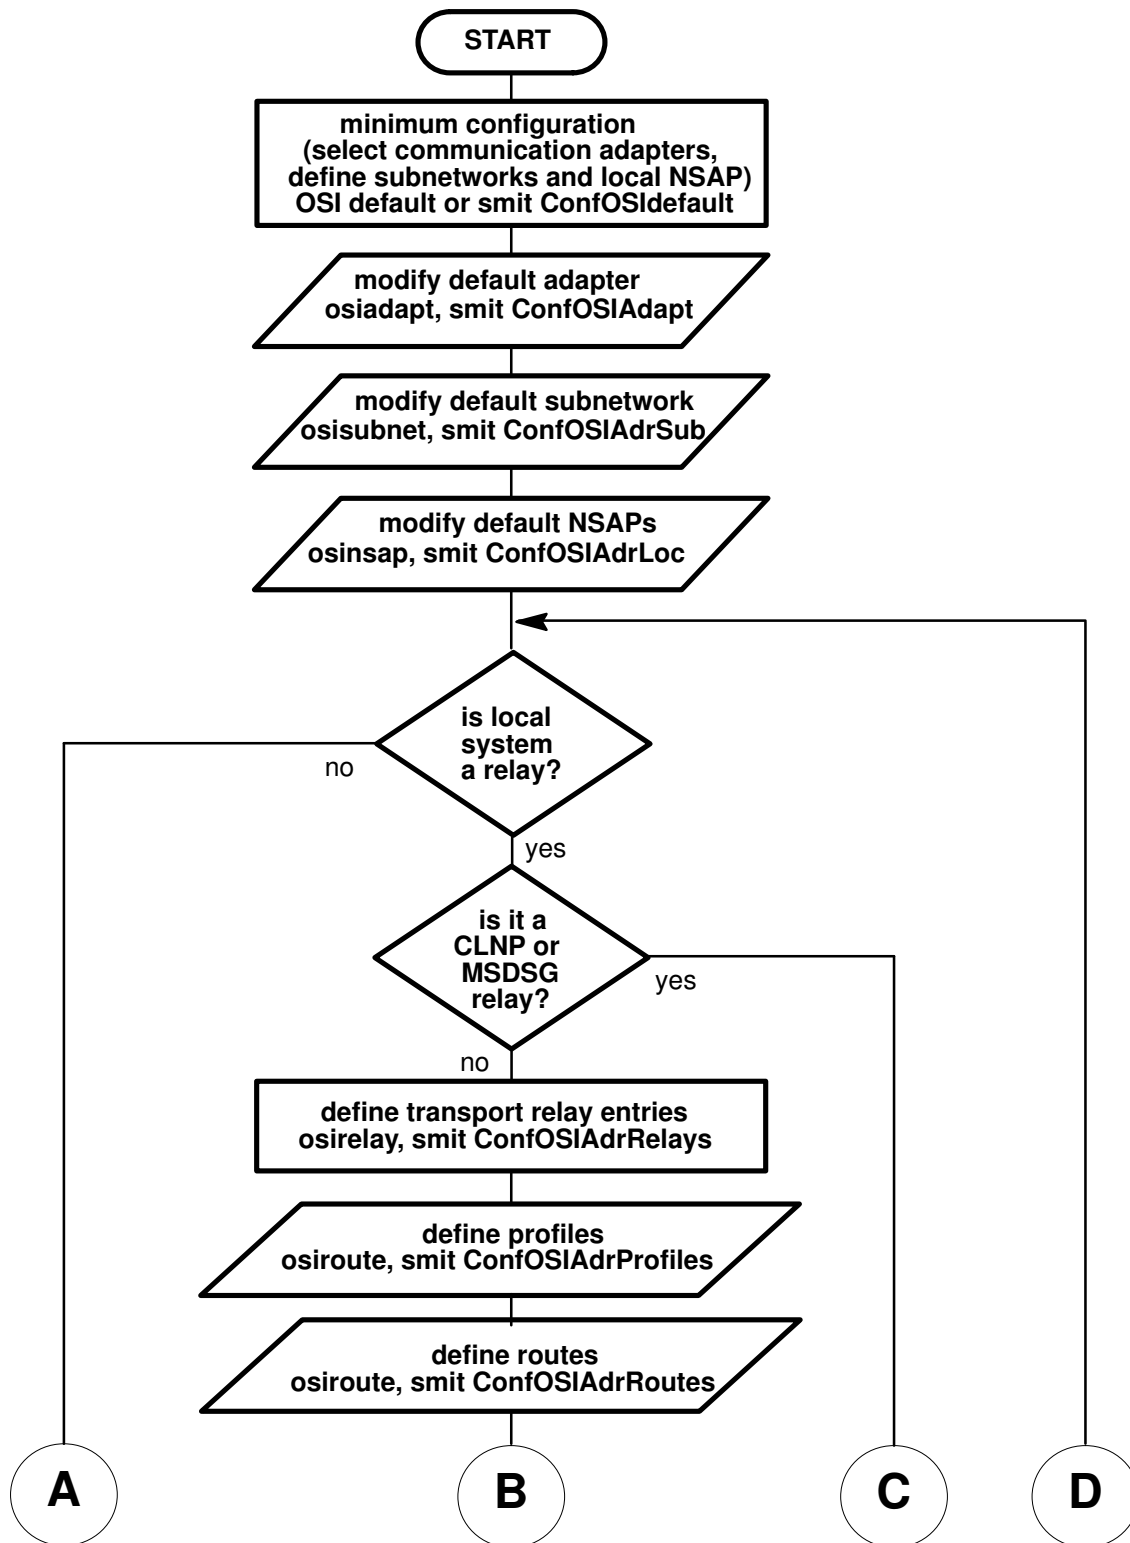 START
minimum configuration
(select communication adapters,
define subnetworks and local NSAP)
OSI default or smit ConfOSIdefault
modify default adapter
osiadapt, smit ConfOSIAdapt
modify default subnetwork
osisubnet, smit ConfOSIAdrSub
modify default NSAPs
osinsap, smit ConfOSIAdrLoc
is local
system
a relay?
no
yes
is it a
CLNP or
MSDSG
relay?
yes
no
define transport relay entries
osirelay, smit ConfOSIAdrRelays
define profiles
osiroute, smit ConfOSIAdrProfiles
define routes
osiroute, smit ConfOSIAdrRoutes
A
B
C
D